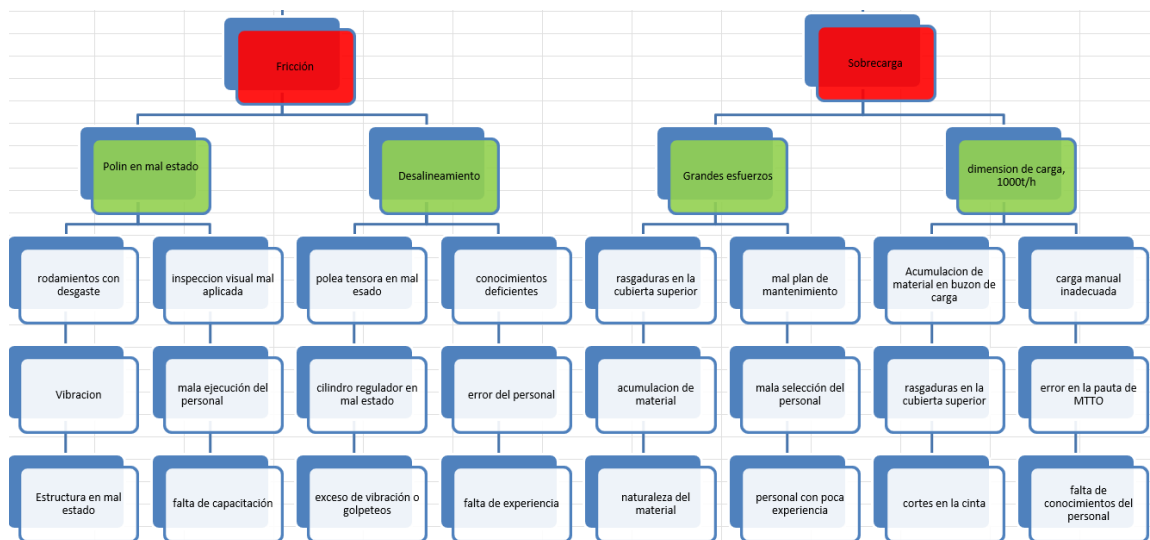 Fricción
Sobrecarga
Polin en mal estado
Desalineamiento
Grandes esfuerzos
dimension de carga,
1000t/h
rodamientos con
desgaste
inspeccion visual mal
aplicada
polea tensora en mal
esado
conocimientos
deficientes
rasgaduras en la
cubierta superior
mal plan de
mantenimiento
Acumulacion de
material en buzon de
carga
carga manual
inadecuada
Vibracion
mala ejecución del
personal
cilindro regulador en
mal estado
error del personal
acumulacion de
material
mala selección del
personal
rasgaduras en la
cubierta superior
error en la pauta de
MTTO
Estructura en mal
estado
falta de capacitación
exceso de vibración o
golpeteos
falta de experiencia
naturaleza del
material
personal con poca
experiencia
cortes en la cinta
falta de
conocimientos del
personal